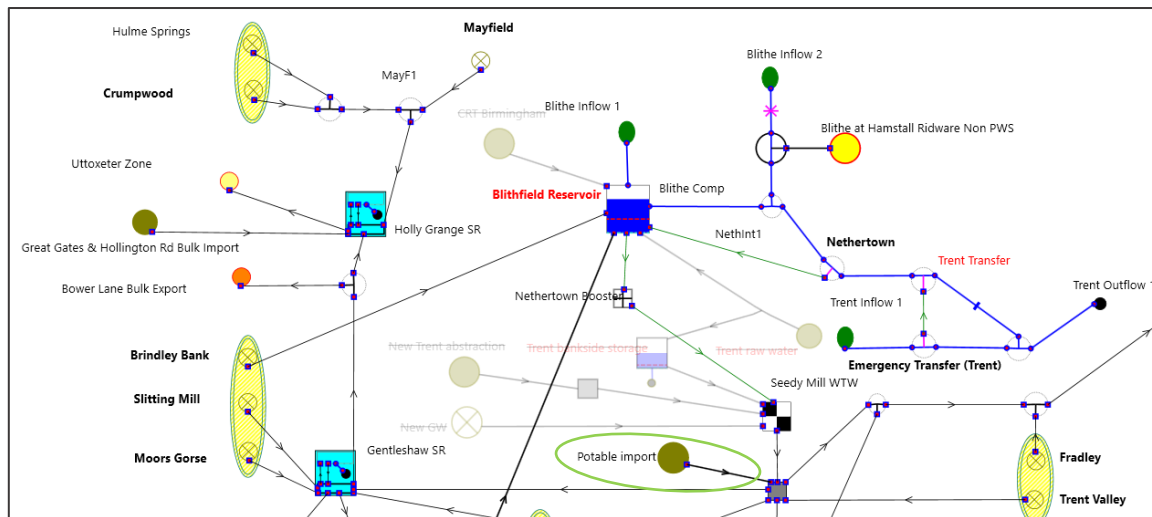 Hulme Springs
Mayfield
Blithe Inflow 2
MayF1
Crumpwood
CRT Birmingham
Blithe Inflow 1
Blithe at Hamstall Ridware Non PWS
Uttoxeter Zone
Blithfield Reservoir
Blithe Comp
Holly Grange SR
NethInt1
Nethertown
Great Gates & Hollington Rd Bulk Import
Trent Transfer
Bower Lane Bulk Export
Nethertown Booster
Trent Inflow 1
Trent Outflow 1
Brindley Bank
New Trent abstraction
Trent bankside storage
Trent raw water
Emergency Transfer (Trent)
Slitting Mill
Seedy Mill WTW
New GW
Moors Gorse
Gentleshaw SR
Potable import
Fradley
Trent Valley